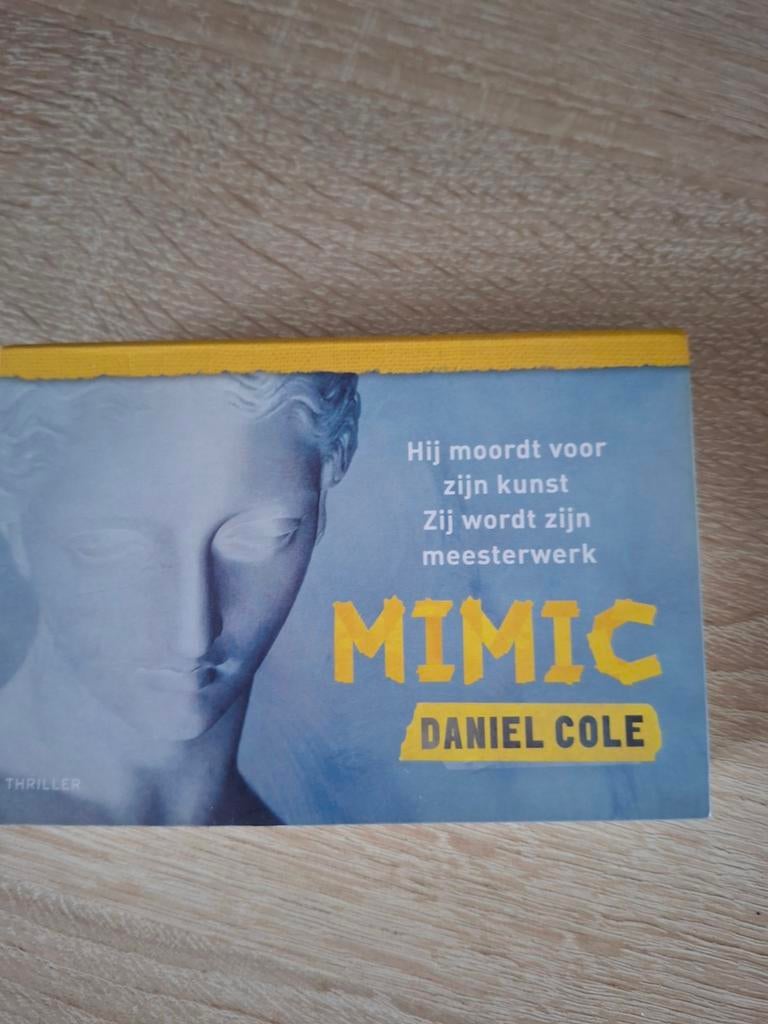 Hij moordt voor
zijn kunst
Zij wordt zijn
meesterwerk
MIMIC
DANIEL COLE
THRILLER